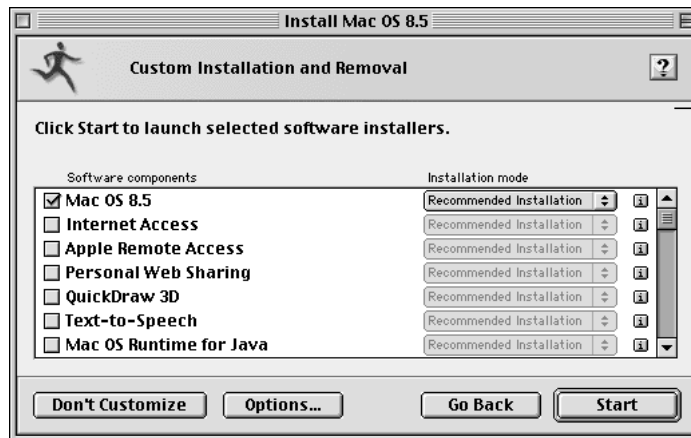 Install Mac OS 8.5
Custom Installation and Removal ?
Click Start to launch selected software installers.
Software components Installation mode
Mac OS 8.5 Recommended Installation i
Internet Access Recommended Installation i
Apple Remote Access Recommended Installation i
Personal Web Sharing Recommended Installation i
QuickDraw 3D Recommended Installation i
Text-to-Speech Recommended Installation i
Mac OS Runtime for Java Recommended Installation i
Don't Customize Options... Go Back Start